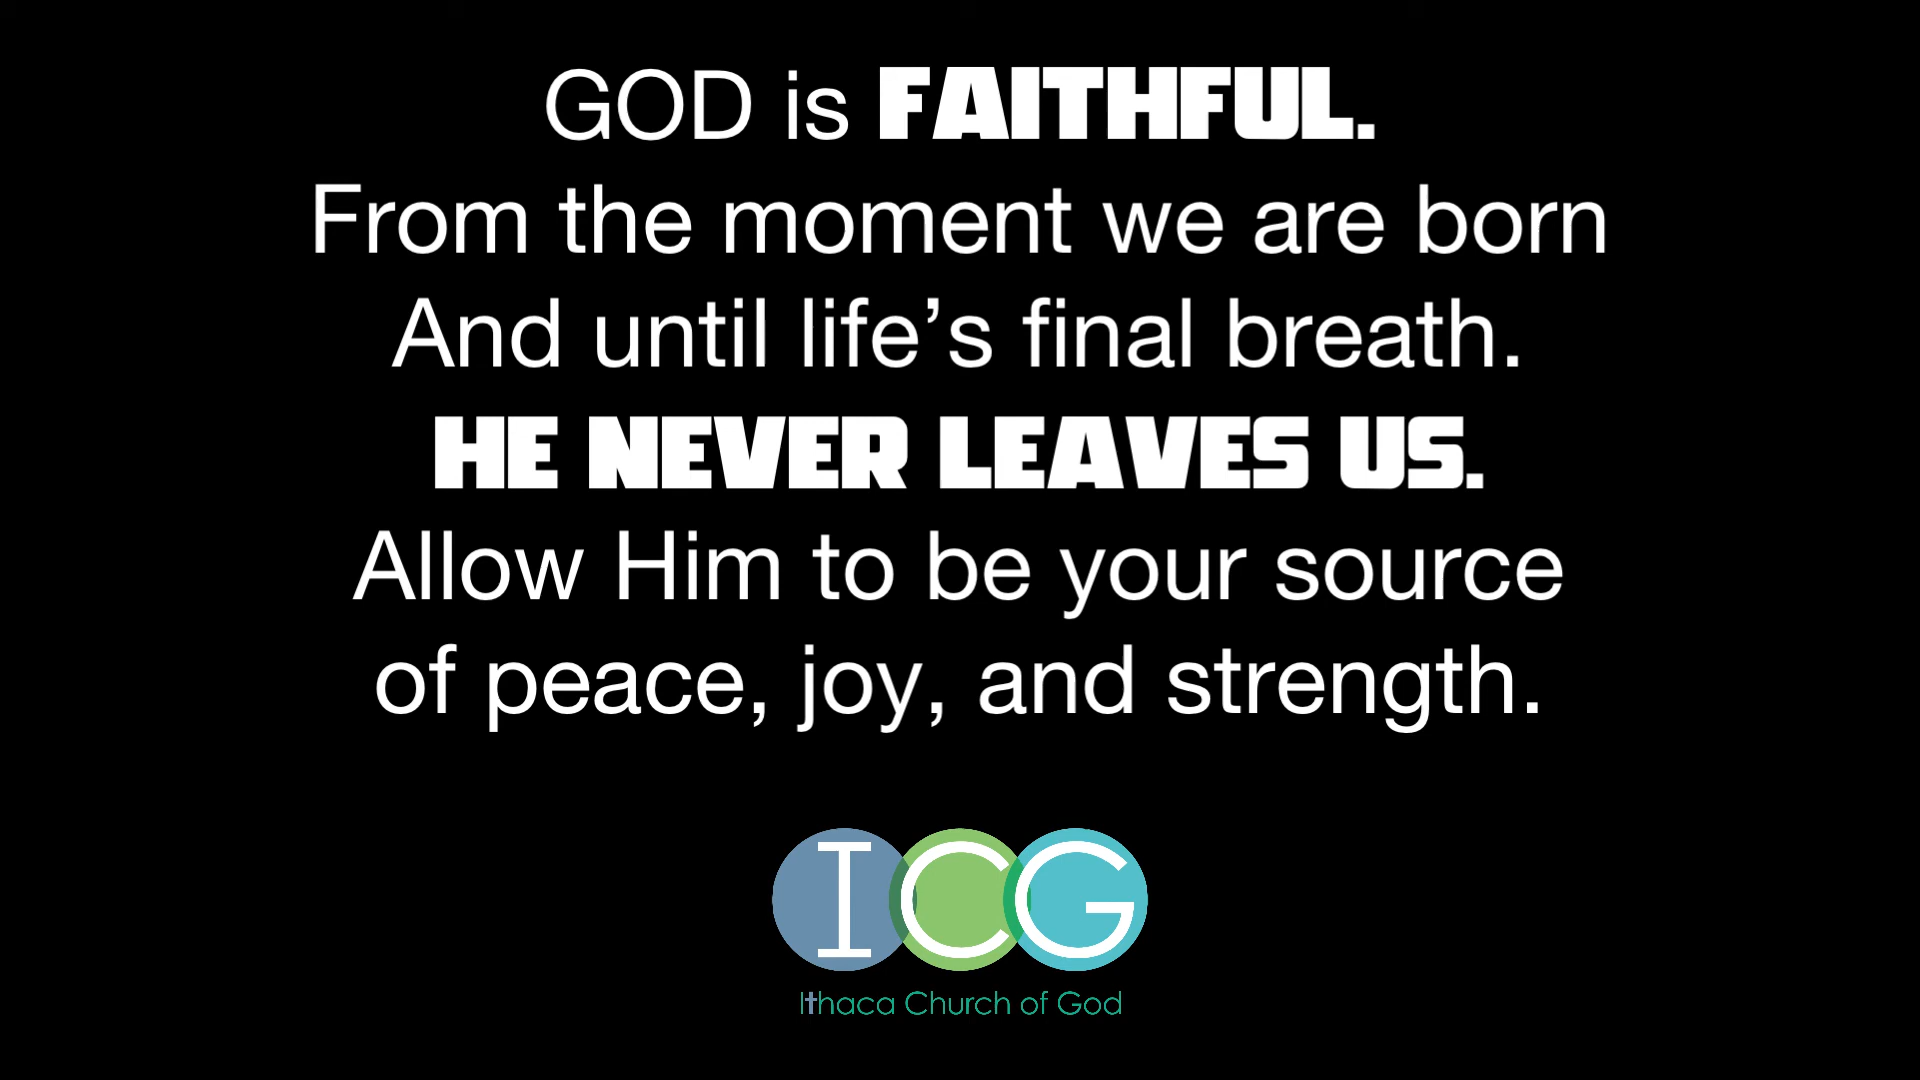 GOD is FAITHFUL.
From the moment we are born
And until life’s final breath.
HE NEVER LEAVES US.
Allow Him to be your source
of peace, joy, and strength.
ICG
Ithaca Church of God